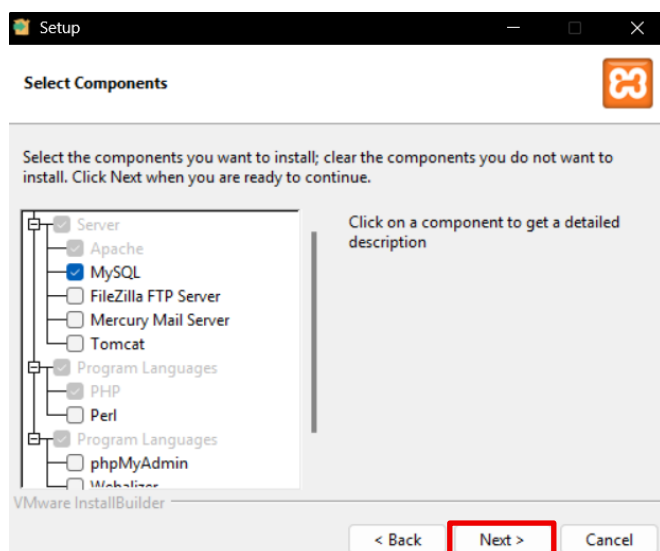 Setup
Select Components
Select the components you want to install; clear the components you do not want to
install. Click Next when you are ready to continue.
Server
Apache
MySQL
FileZilla FTP Server
Mercury Mail Server
Tomcat
Program Languages
PHP
Perl
Program Languages
phpMyAdmin
Webalizer
Click on a component to get a detailed
description
VMware InstallBuilder
< Back
Next >
Cancel